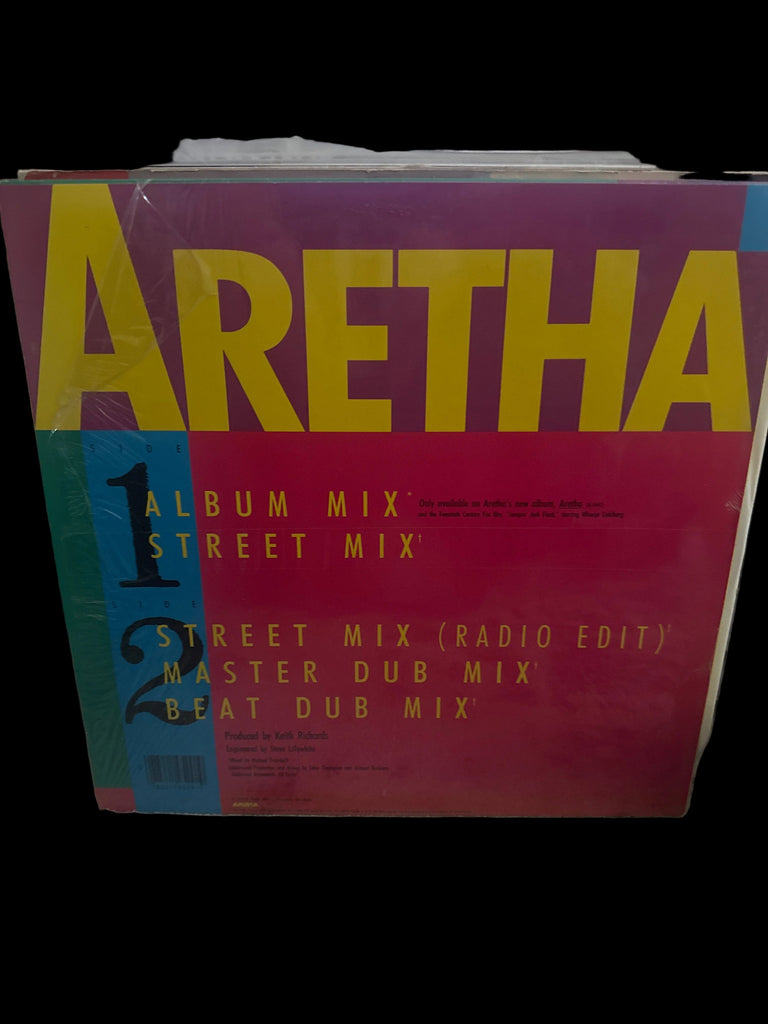 ARETHA
SIDE
1
ALBUM MIX* Only available on Aretha's new album, Aretha
and the Twentieth Century Fox film, "Jumpin' Jack Flash," starring Whoopi Goldberg.
STREET MIX†
SIDE
2
STREET MIX (RADIO EDIT)†
MASTER DUB MIX†
BEAT DUB MIX†
Produced by Keith Richards
Engineered by Steve Lillywhite
ARISTA